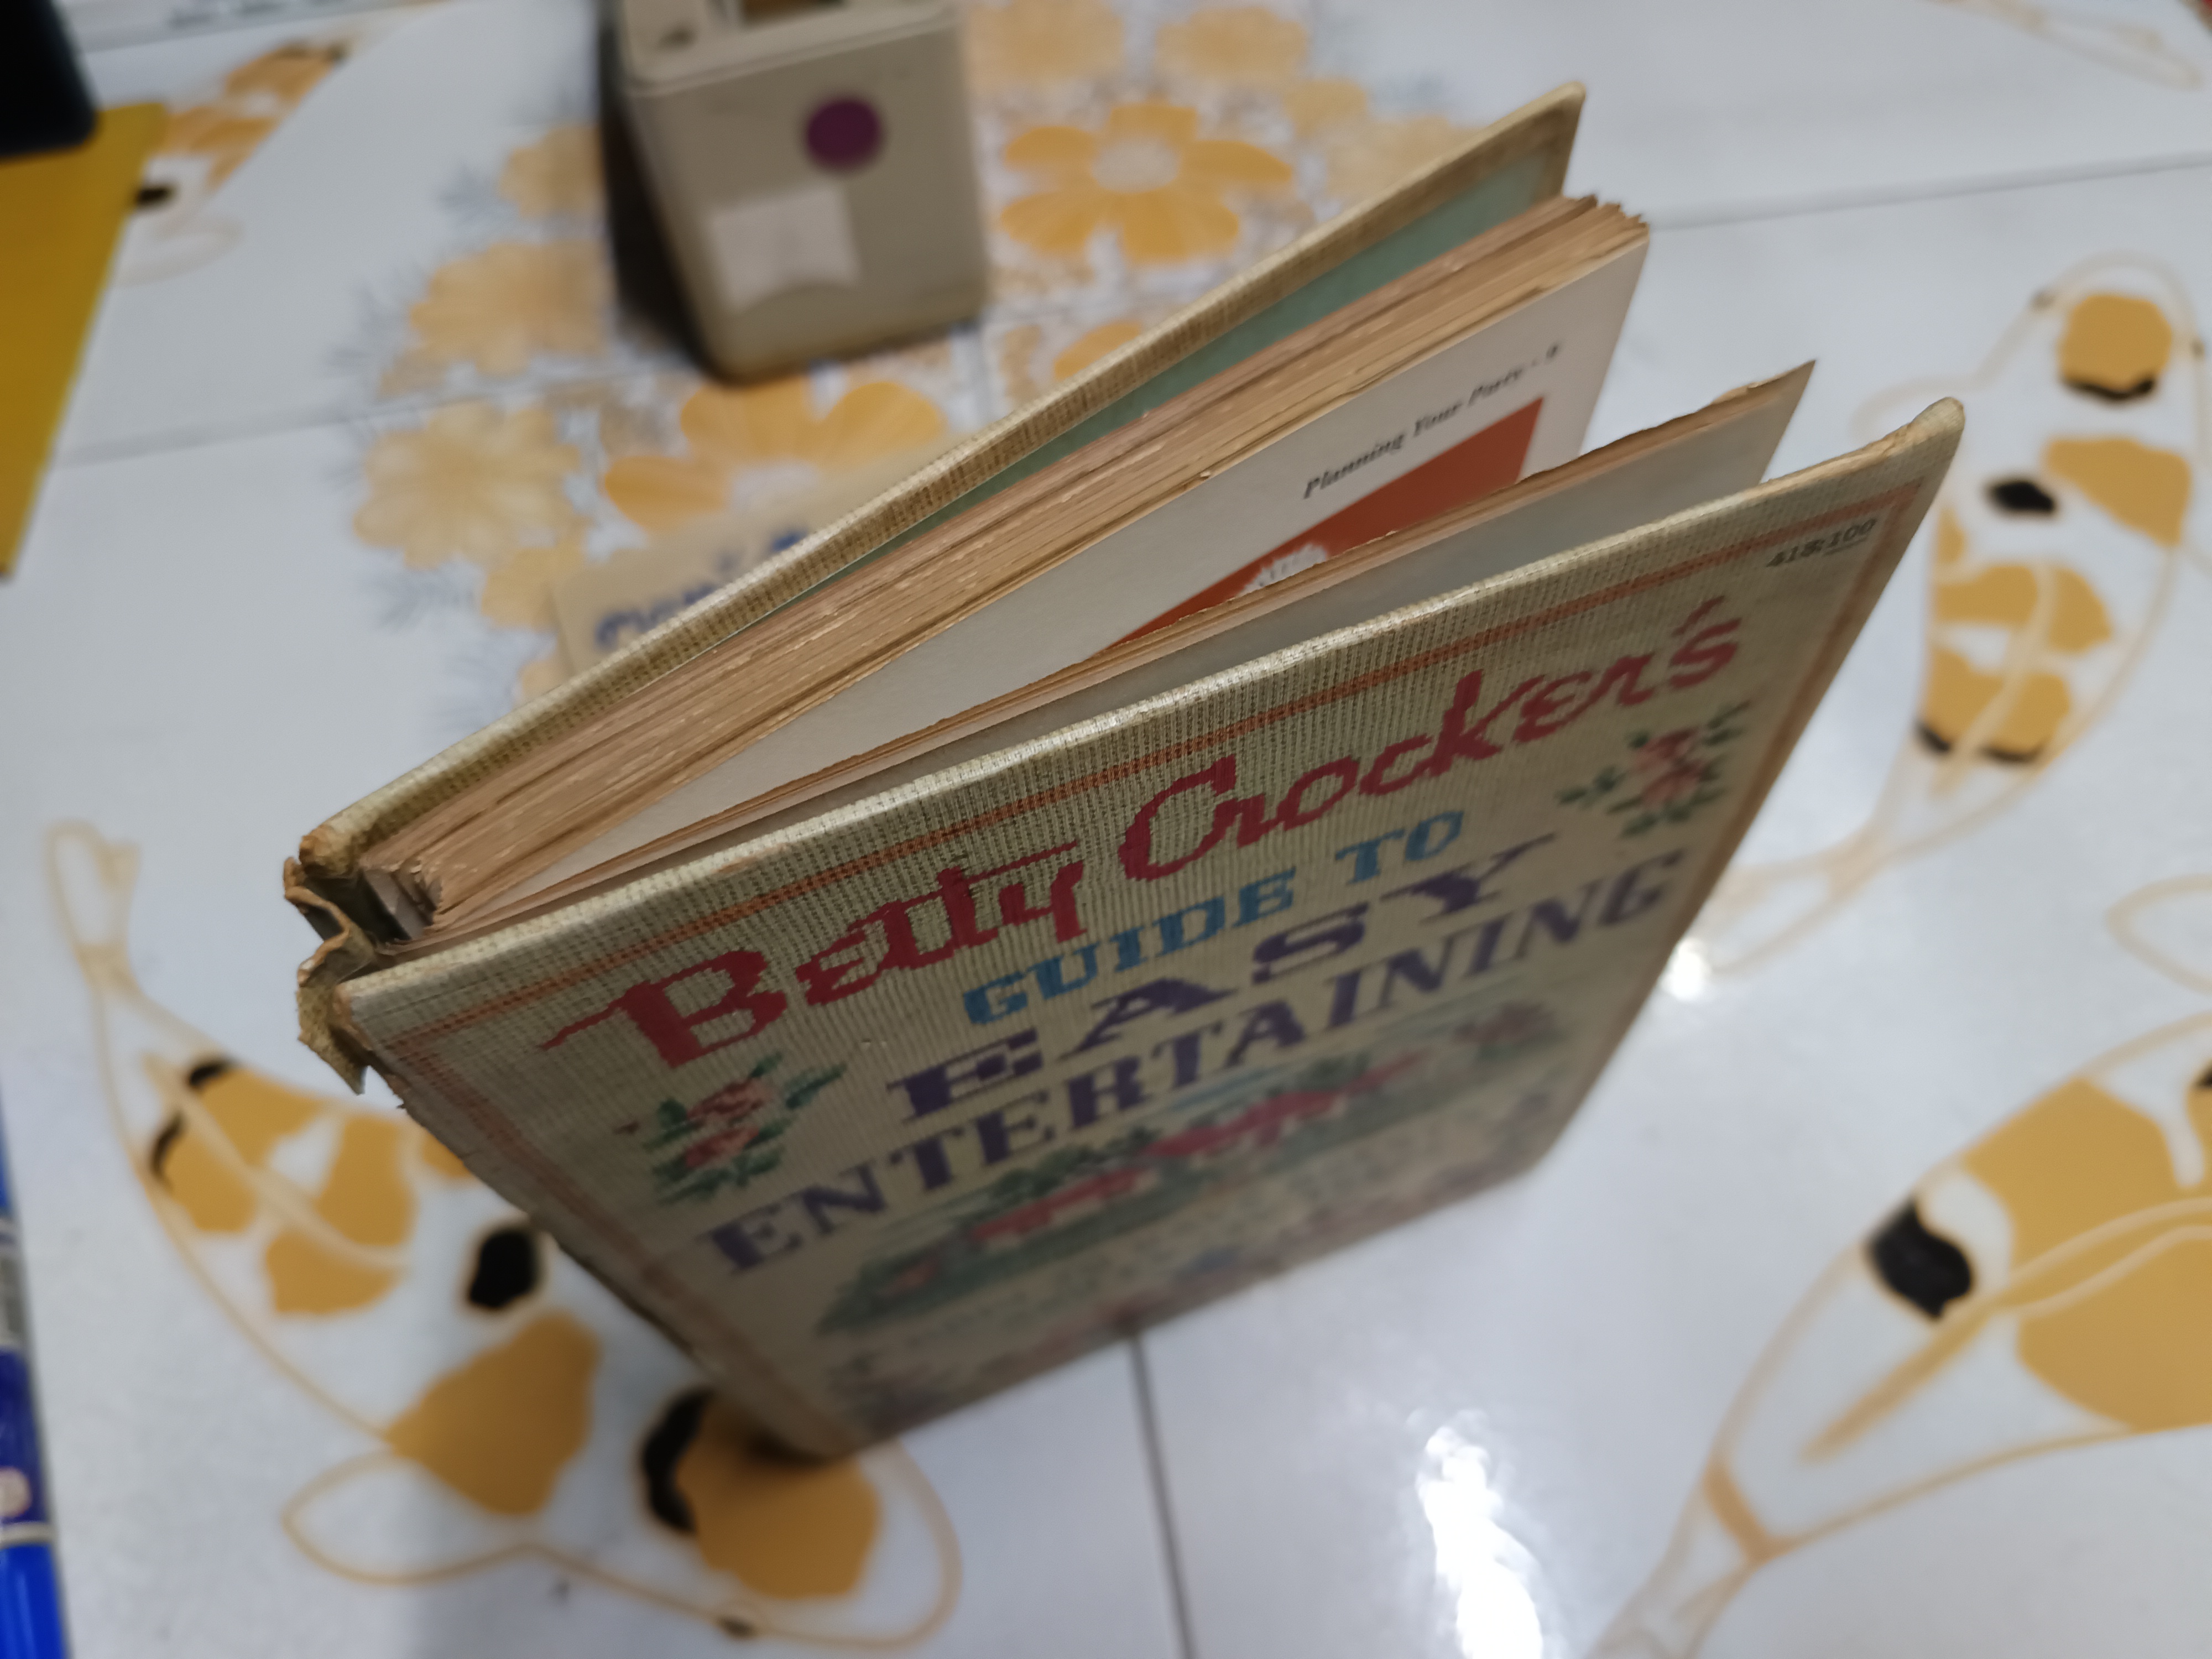 Planning Your Party
Betty Crocker's
GUIDE TO
EASY
ENTERTAINING